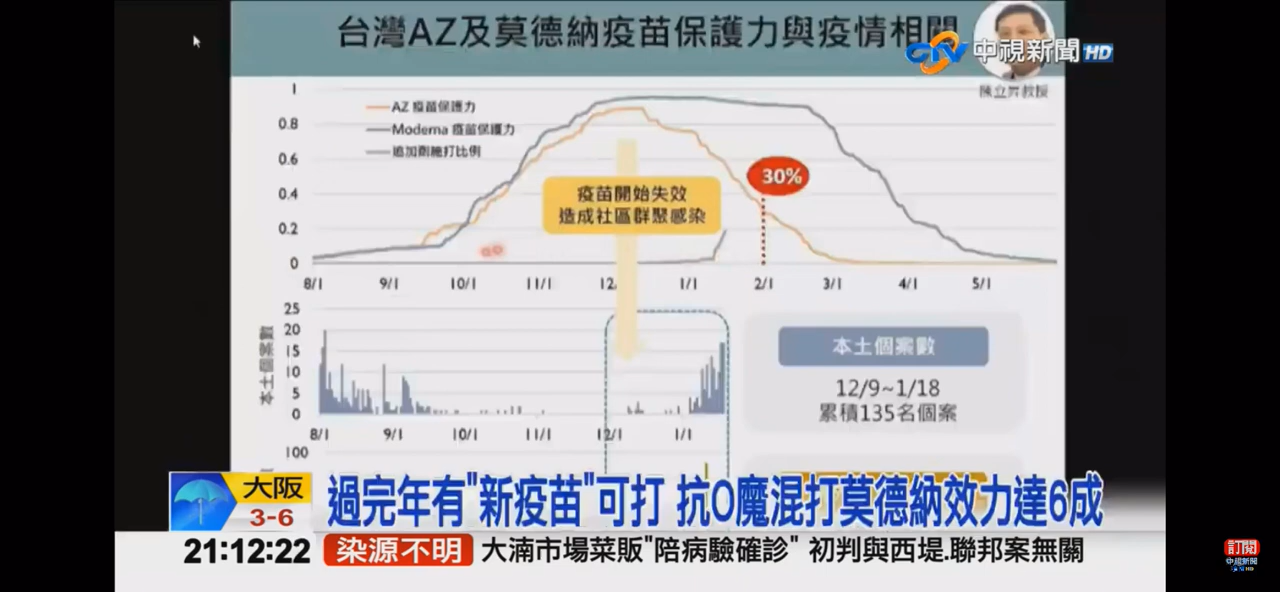 台灣AZ及莫德納疫苗保護力與疫情相關
CTV 中視新聞 HD
陳立昇教授
1
0.8
0.6
0.4
0.2
0
AZ 疫苗保護力
Moderna 疫苗保護力
追加劑施打比例
疫苗開始失效
造成社區群聚感染
30%
8/1 9/1 10/1 11/1 12/ 1/1 2/1 3/1 4/1 5/1
本土個案數
25
20
15
10
5
0
8/1 9/1 10/1 11/1 12/1 1/1
100
本土個案數
12/9~1/18
累積135名個案
大阪
3-6
過完年有"新疫苗"可打 抗O魔混打莫德納效力達6成
21:12:22 染源不明 大湳市場菜販"陪病驗確診" 初判與西堤.聯邦案無關
訂閱
中視新聞
HD